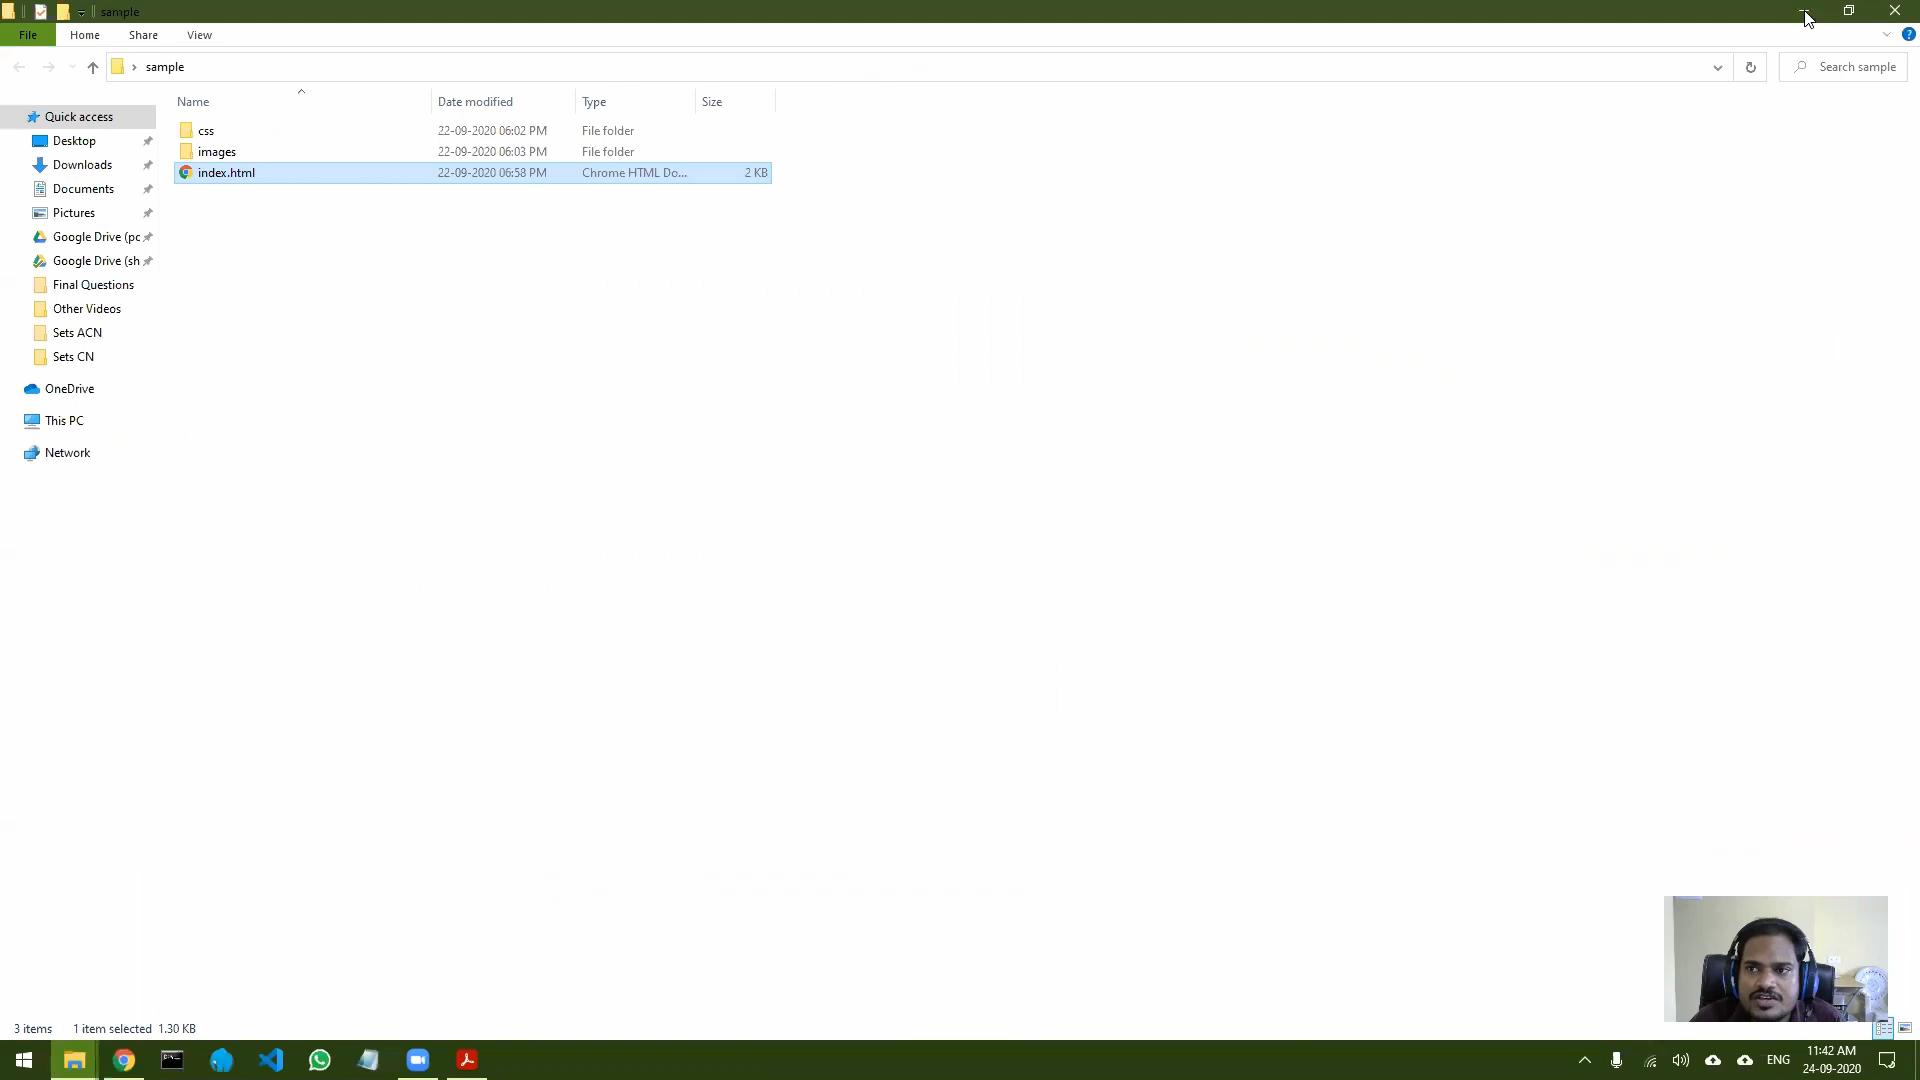 sample
File Home Share View
sample Search sample
Name Date modified Type Size
css 22-09-2020 06:02 PM File folder
images 22-09-2020 06:03 PM File folder
index.html 22-09-2020 06:58 PM Chrome HTML Do... 2 KB
Quick access
Desktop
Downloads
Documents
Pictures
Google Drive (pc
Google Drive (sh
Final Questions
Other Videos
Sets ACN
Sets CN
OneDrive
This PC
Network
3 items 1 item selected 1.30 KB
ENG 11:42 AM
24-09-2020